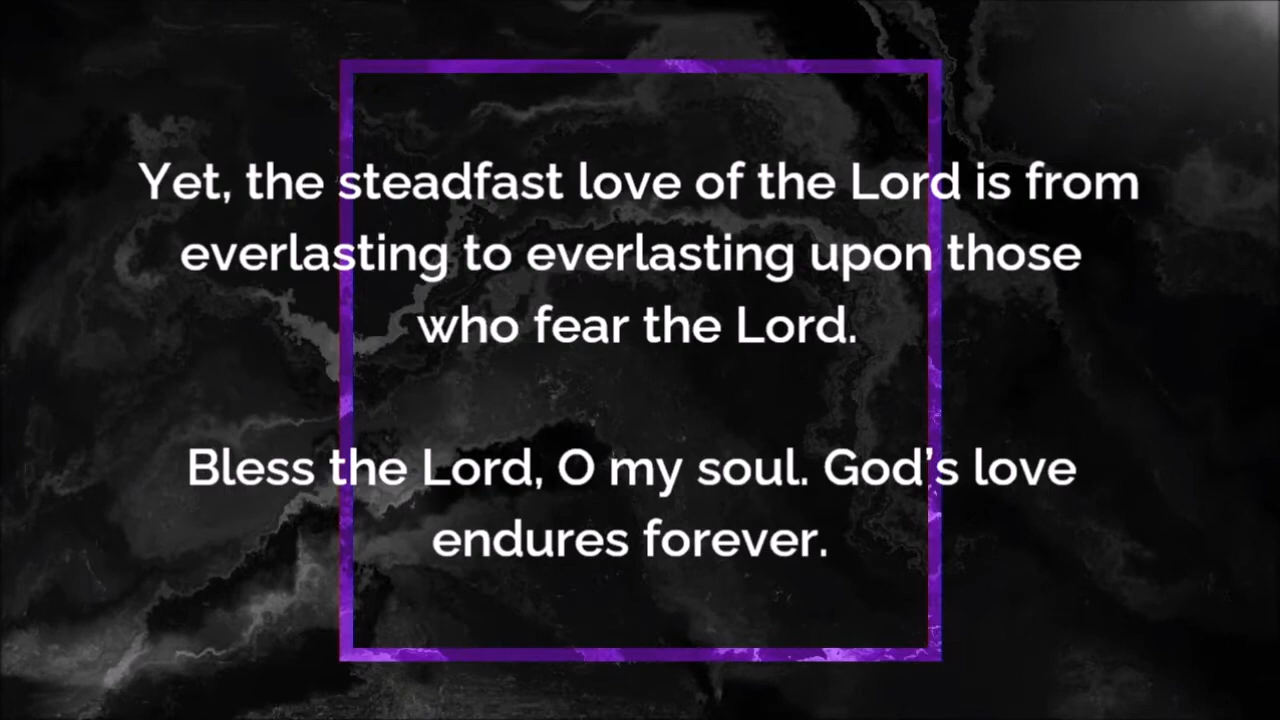 Yet, the steadfast love of the Lord is from
everlasting to everlasting upon those
who fear the Lord.
Bless the Lord, O my soul. God’s love
endures forever.